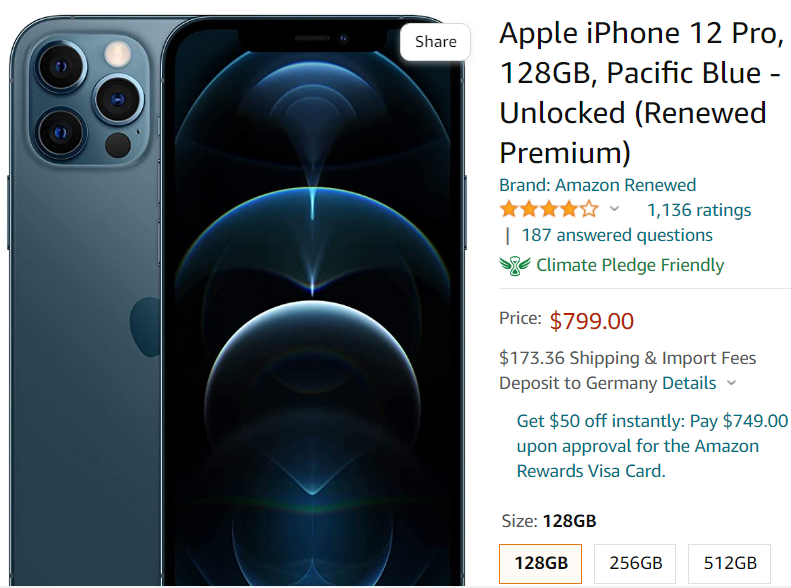 Share
Apple iPhone 12 Pro,
128GB, Pacific Blue -
Unlocked (Renewed
Premium)
Brand: Amazon Renewed
1,136 ratings
| 187 answered questions
Climate Pledge Friendly
Price: $799.00
$173.36 Shipping & Import Fees
Deposit to Germany Details
Get $50 off instantly: Pay $749.00
upon approval for the Amazon
Rewards Visa Card.
Size: 128GB
128GB 256GB 512GB